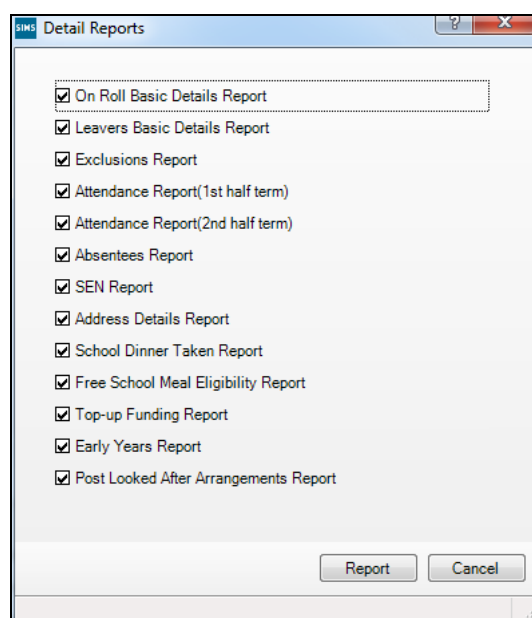 SIMS Detail Reports
On Roll Basic Details Report
Leavers Basic Details Report
Exclusions Report
Attendance Report(1st half term)
Attendance Report(2nd half term)
Absentees Report
SEN Report
Address Details Report
School Dinner Taken Report
Free School Meal Eligibility Report
Top-up Funding Report
Early Years Report
Post Looked After Arrangements Report
Report Cancel